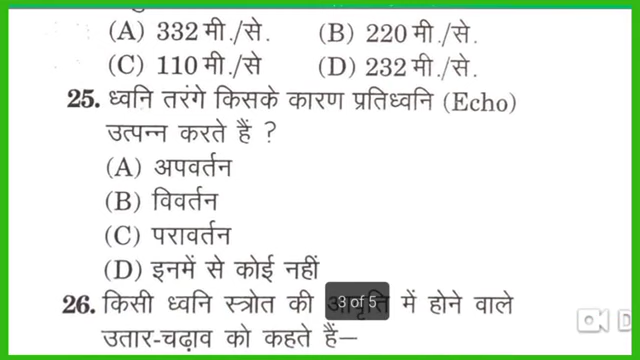 (A) 332 मी./से. (B) 220 मी./से.
(C) 110 मी./से (D) 232 मी./से.
25. ध्वनि तरंगे किसके कारण प्रतिध्वनि (Echo)
उत्पन्न करते हैं ?
(A) अपवर्तन
(B) विवर्तन
(C) परावर्तन
(D) इनमें से कोई नहीं
26. किसी ध्वनि स्त्रोत की आवृत्ति में होने वाले
3 of 5
उतार-चढ़ाव को कहते हैं–